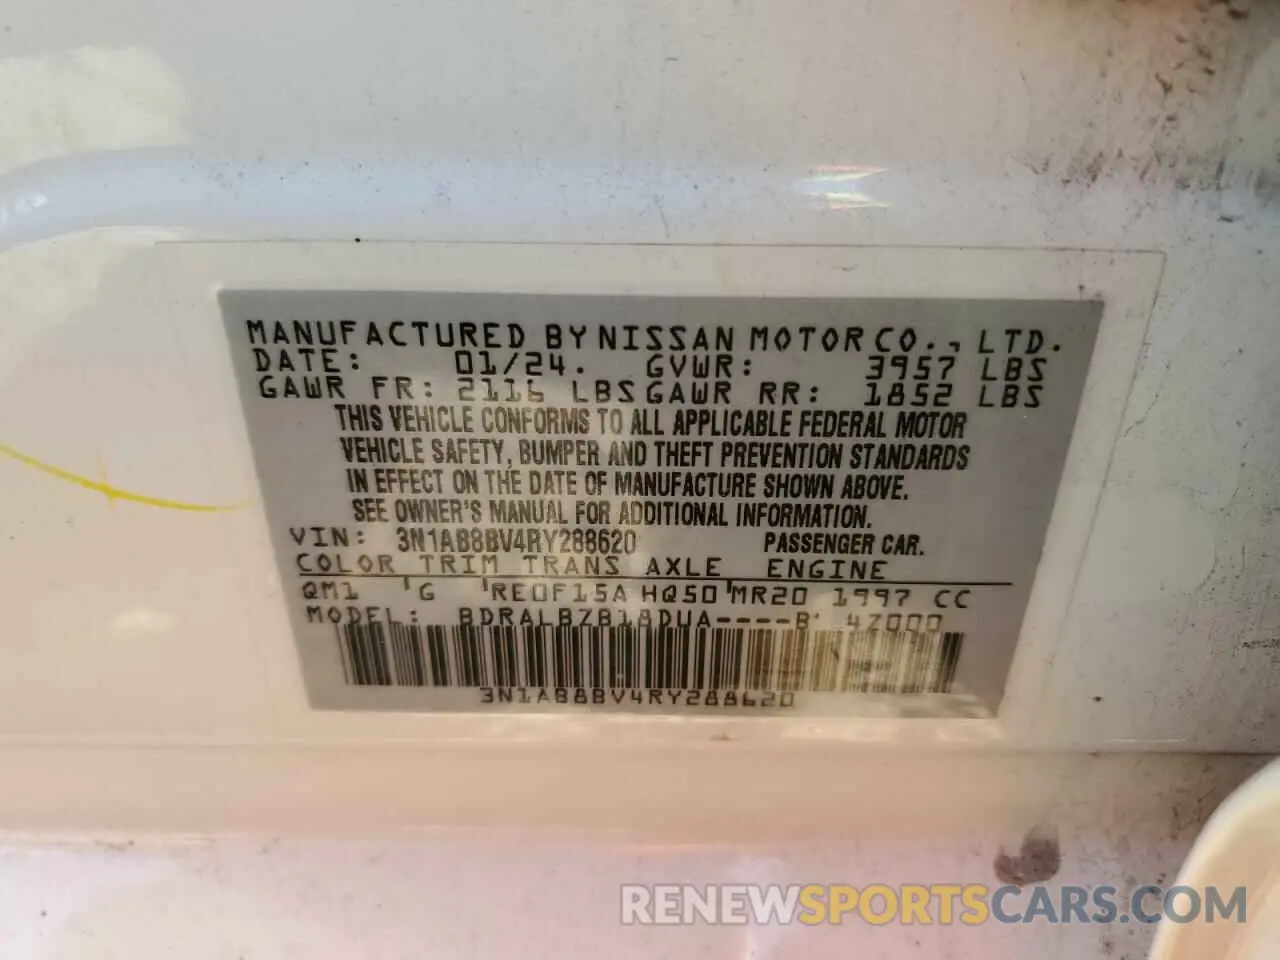 MANUFACTURED BY NISSAN MOTOR CO., LTD.
DATE: 01/24. GVWR: 3957 LBS
GAWR FR: 2116 LBS GAWR RR: 1852 LBS
THIS VEHICLE CONFORMS TO ALL APPLICABLE FEDERAL MOTOR
VEHICLE SAFETY, BUMPER AND THEFT PREVENTION STANDARDS
IN EFFECT ON THE DATE OF MANUFACTURE SHOWN ABOVE.
SEE OWNER'S MANUAL FOR ADDITIONAL INFORMATION.
VIN: 3N1AB8BV4RY288620 PASSENGER CAR.
COLOR TRIM TRANS AXLE ENGINE
QM1 G RE0F15A HQ50 MR20 1997 CC
MODEL: BDRALBZB18DUA----B 4Z000
3N1AB8BV4RY288620
RENEWSPORTSCARS.COM